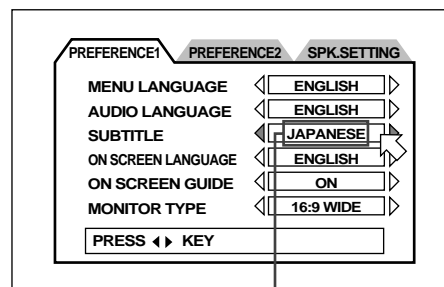 PREFERENCE1 PREFERENCE2 SPK.SETTING
MENU LANGUAGE ENGLISH
AUDIO LANGUAGE ENGLISH
SUBTITLE JAPANESE
ON SCREEN LANGUAGE ENGLISH
ON SCREEN GUIDE ON
MONITOR TYPE 16:9 WIDE
PRESS ◀▶ KEY